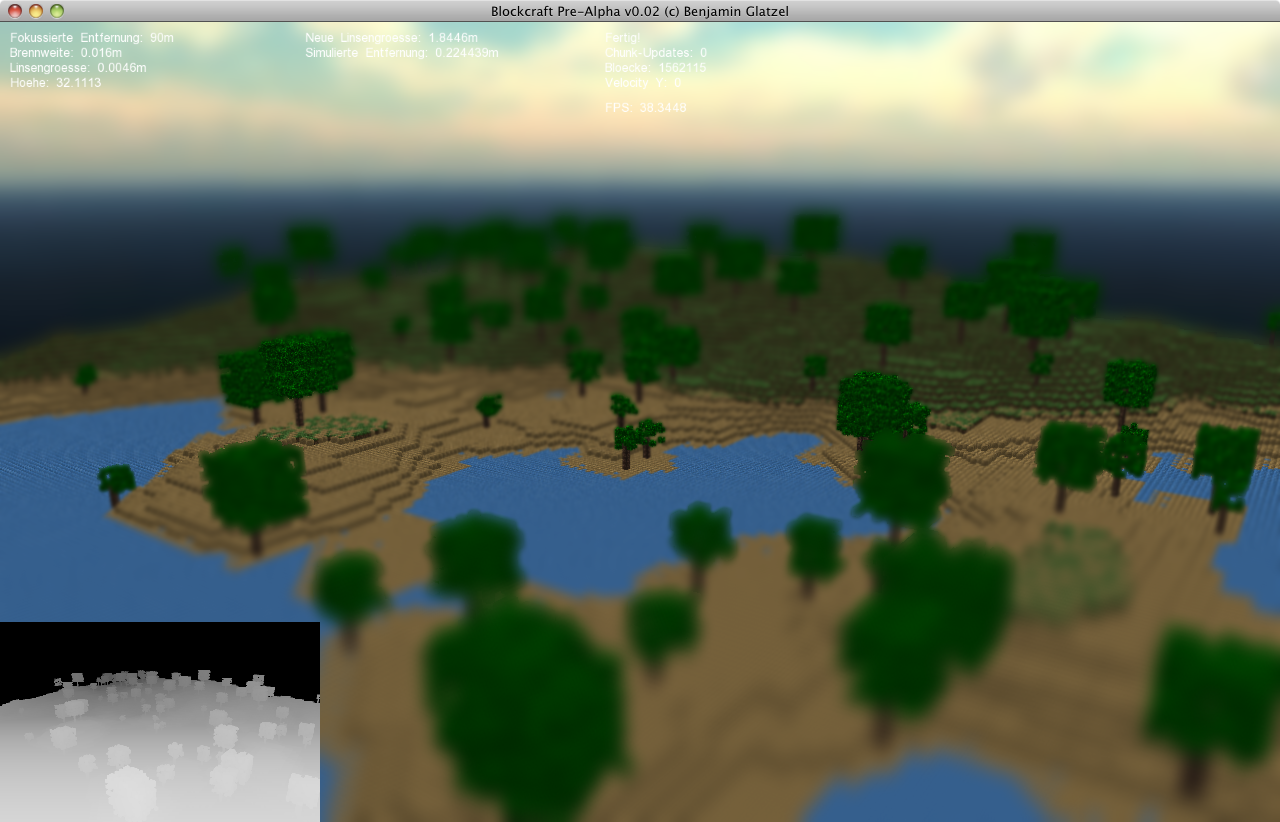 Blockcraft Pre-Alpha v0.02 (c) Benjamin Glatzel
Fokussierte Entfernung: 90m
Brennweite: 0.016m
Linsengroesse: 0.0046m
Hoehe: 32.1113
Neue Linsengroesse: 1.8446m
Simulierte Entfernung: 0.224439m
Fertig!
Chunk-Updates: 0
Bloecke: 1562115
Velocity Y: 0
FPS: 38.3448